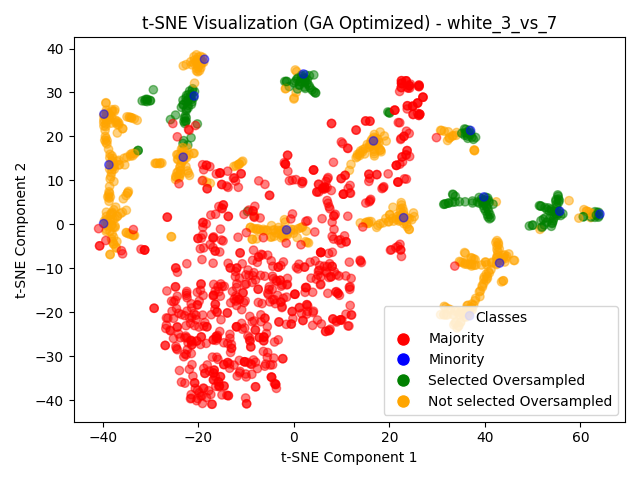 t-SNE Visualization (GA Optimized) - white_3_vs_7
t-SNE Component 2
40
30
20
10
0
−10
−20
−30
−40
−40
−20
0
20
40
60
t-SNE Component 1
Classes
Majority
Minority
Selected Oversampled
Not selected Oversampled